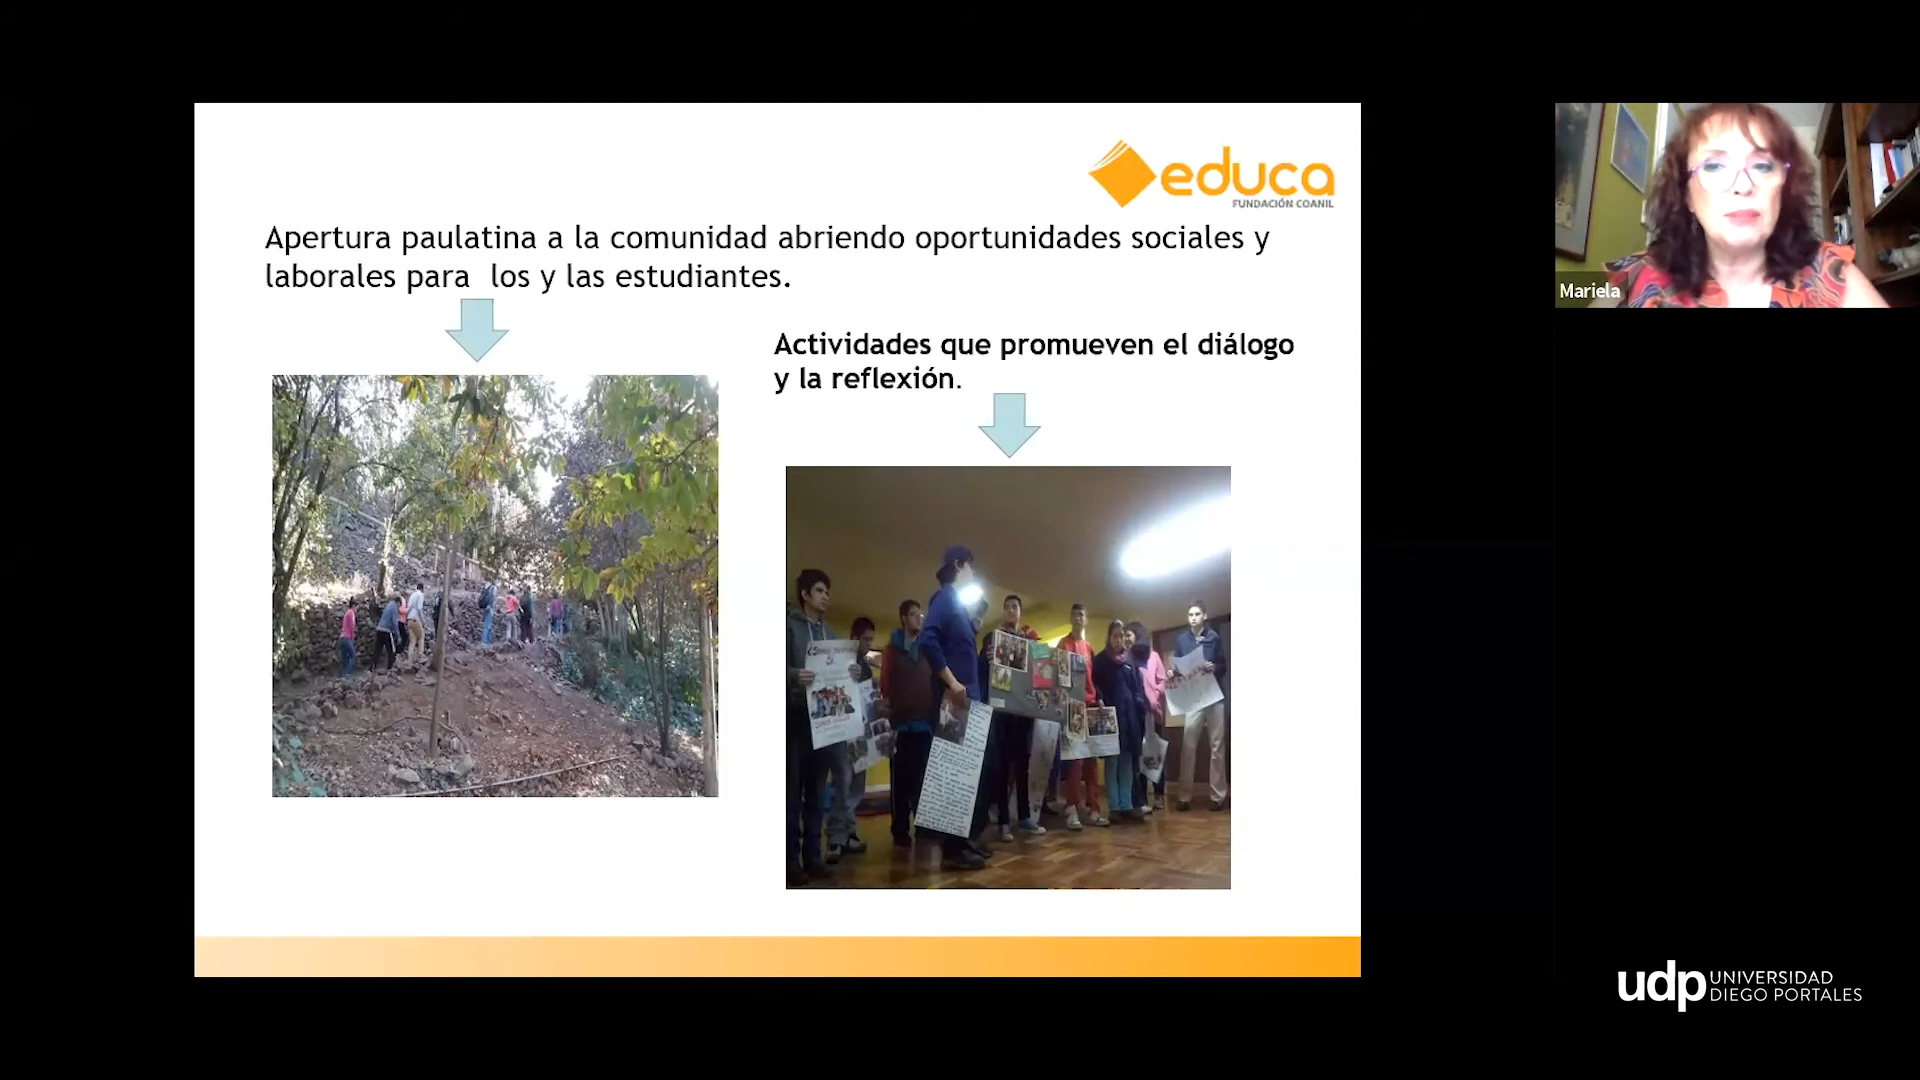 educa
FUNDACIÓN COANIL
Apertura paulatina a la comunidad abriendo oportunidades sociales y
laborales para los y las estudiantes.
Actividades que promueven el diálogo
y la reflexión.
Mariela
udp UNIVERSIDAD
DIEGO PORTALES